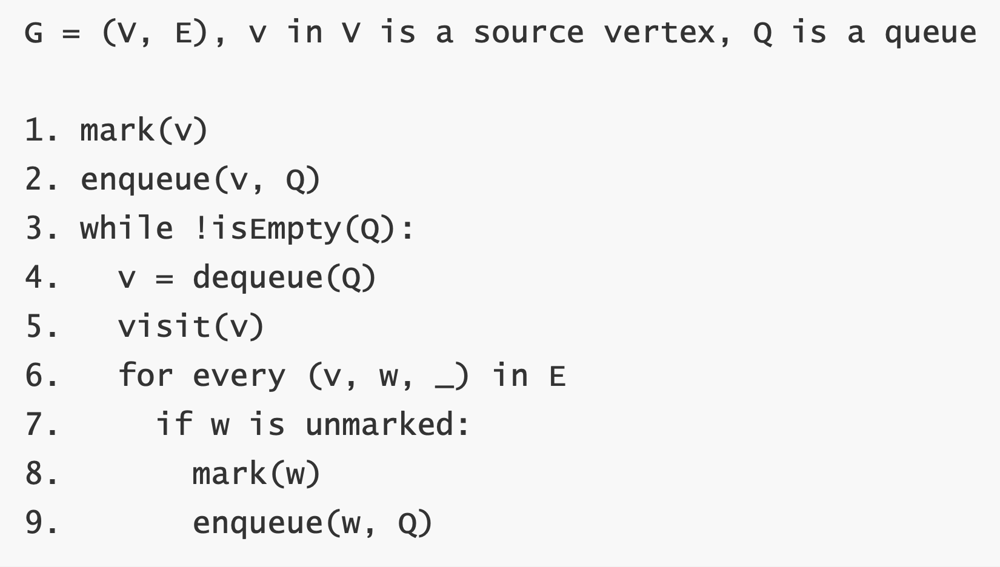 G = (V, E), v in V is a source vertex, Q is a queue
1. mark(v)
2. enqueue(v, Q)
3. while !isEmpty(Q):
4.   v = dequeue(Q)
5.   visit(v)
6.   for every (v, w, _) in E
7.     if w is unmarked:
8.       mark(w)
9.       enqueue(w, Q)